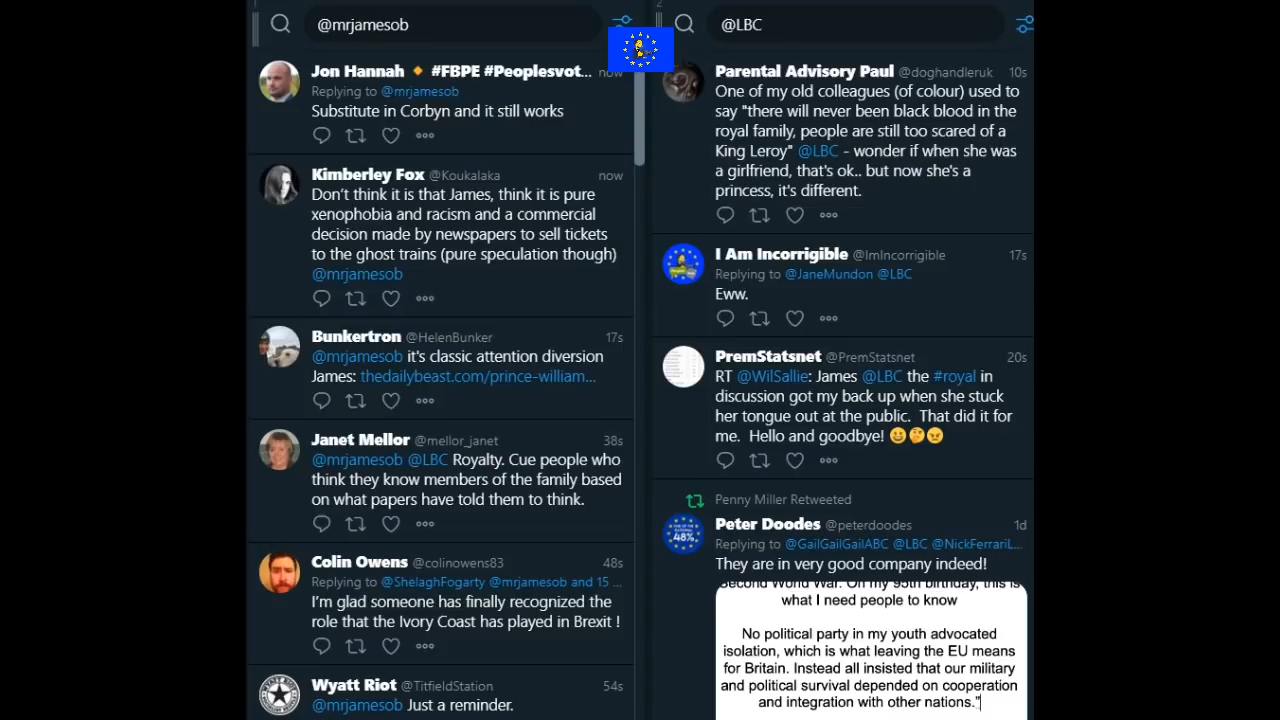 1
@mrjamesob
Jon Hannah 🔸 #FBPE #Peoplesvot... now
Replying to @mrjamesob
Substitute in Corbyn and it still works
Kimberley Fox @Koukalaka now
Don't think it is that James, think it is pure
xenophobia and racism and a commercial
decision made by newspapers to sell tickets
to the ghost trains (pure speculation though)
@mrjamesob
Bunkertron @HelenBunker 17s
@mrjamesob it's classic attention diversion
James: thedailybeast.com/prince-william...
Janet Mellor @mellor_janet 38s
@mrjamesob @LBC Royalty. Cue people who
think they know members of the family based
on what papers have told them to think.
Colin Owens @colinowens83 48s
Replying to @ShelaghFogarty @mrjamesob and 15 ...
I'm glad someone has finally recognized the
role that the Ivory Coast has played in Brexit !
Wyatt Riot @TitfieldStation 54s
@mrjamesob Just a reminder.
2
@LBC
Parental Advisory Paul @doghandleruk 10s
One of my old colleagues (of colour) used to
say "there will never been black blood in the
royal family, people are still too scared of a
King Leroy" @LBC - wonder if when she was
a girlfriend, that's ok.. but now she's a
princess, it's different.
I Am Incorrigible @ImIncorrigible 17s
Replying to @JaneMundon @LBC
Eww.
PremStatsnet @PremStatsnet 20s
RT @WilSallie: James @LBC the #royal in
discussion got my back up when she stuck
her tongue out at the public. That did it for
me. Hello and goodbye! 😀🤔😠
Penny Miller Retweeted
Peter Doodes @peterdoodes 1d
Replying to @GailGailGailABC @LBC @NickFerrariL...
They are in very good company indeed!
Second World War. On my 95th birthday, this is
what I need people to know
No political party in my youth advocated
isolation, which is what leaving the EU means
for Britain. Instead all insisted that our military
and political survival depended on cooperation
and integration with other nations."